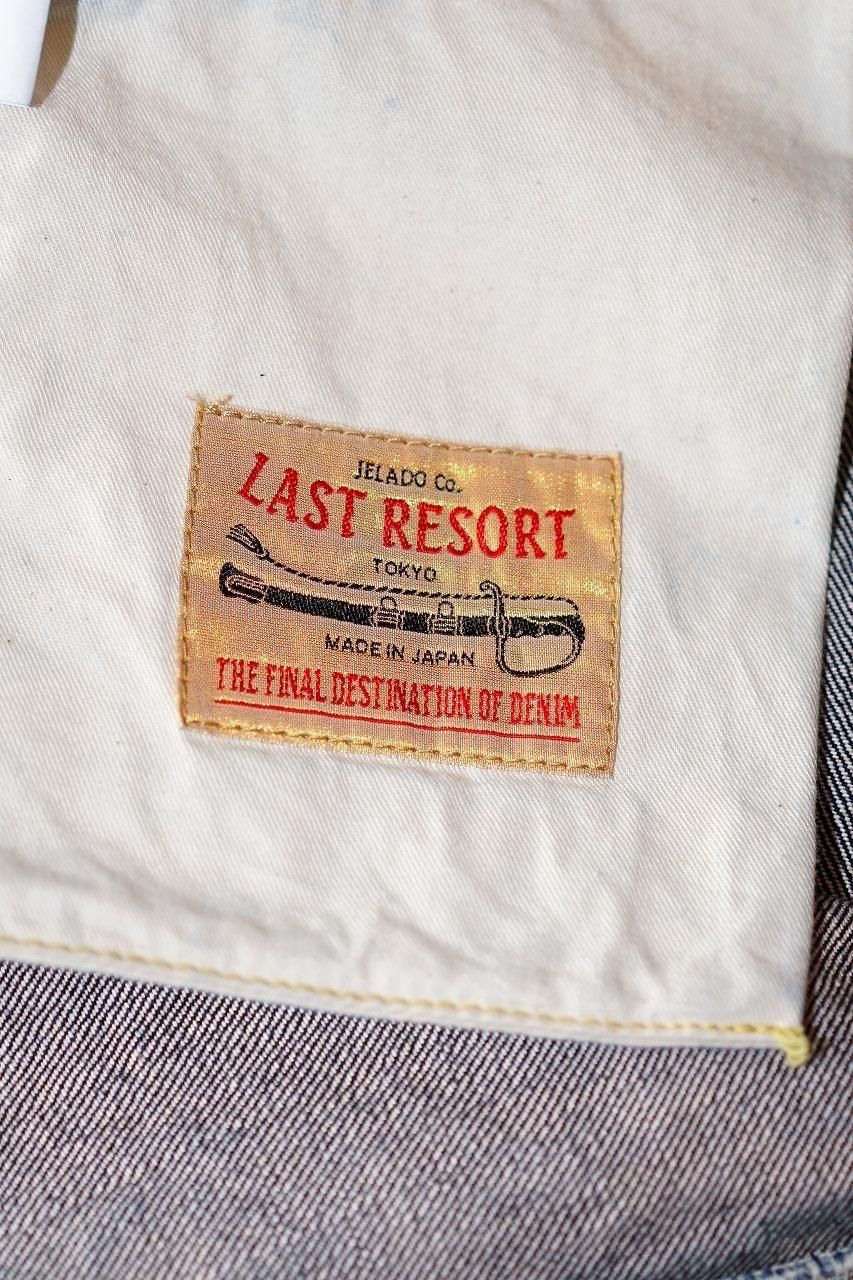 JELADO Co.
LAST RESORT
TOKYO
MADE IN JAPAN
THE FINAL DESTINATION OF DENIM